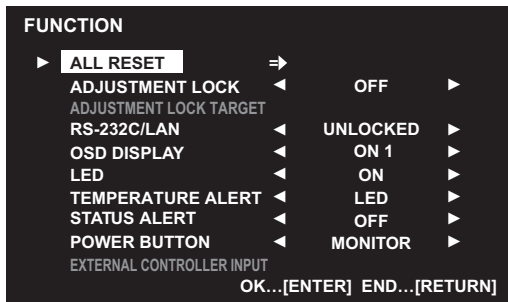 FUNCTION
ALL RESET
ADJUSTMENT LOCK OFF
ADJUSTMENT LOCK TARGET
RS-232C/LAN UNLOCKED
OSD DISPLAY ON 1
LED ON
TEMPERATURE ALERT LED
STATUS ALERT OFF
POWER BUTTON MONITOR
EXTERNAL CONTROLLER INPUT
OK…[ENTER] END…[RETURN]